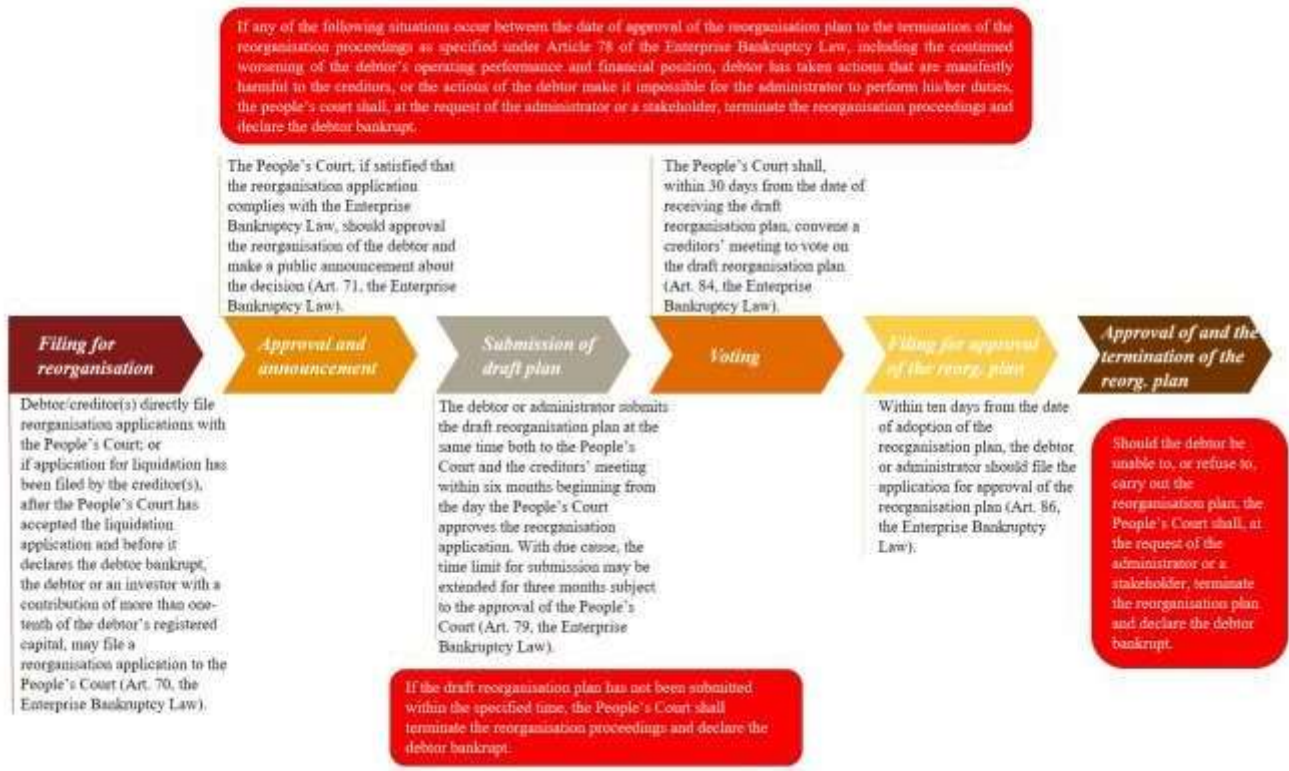 If any of the following situations occur between the date of approval of the reorganisation plan to the termination of the
reorganisation proceedings as specified under Article 78 of the Enterprise Bankruptcy Law, including the continued
worsening of the debtor's operating performance and financial position, debtor has taken actions that are manifestly
harmful to the creditors, or the actions of the debtor make it impossible for the administrator to perform his/her duties,
the people's court shall, at the request of the administrator or a stakeholder, terminate the reorganisation proceedings and
declare the debtor bankrupt.
The People's Court, if satisfied that
the reorganisation application
complies with the Enterprise
Bankruptcy Law, should approval
the reorganisation of the debtor and
make a public announcement about
the decision (Art. 71, the Enterprise
Bankruptcy Law).
The People's Court shall,
within 30 days from the date of
receiving the draft
reorganisation plan, convene a
creditors' meeting to vote on
the draft reorganisation plan
(Art. 84, the Enterprise
Bankruptcy Law).
Filing for
reorganisation
Approval and
announcement
Submission of
draft plan
Voting
Filing for approval
of the reorg. plan
Approval of and the
termination of the
reorg. plan
Debtor/creditor(s) directly file
reorganisation applications with
the People's Court; or
if application for liquidation has
been filed by the creditor(s),
after the People's Court has
accepted the liquidation
application and before it
declares the debtor bankrupt,
the debtor or an investor with a
contribution of more than one-
tenth of the debtor's registered
capital, may file a
reorganisation application to the
People's Court (Art. 70, the
Enterprise Bankruptcy Law).
The debtor or administrator submits
the draft reorganisation plan at the
same time both to the People's
Court and the creditors' meeting
within six months beginning from
the day the People's Court
approves the reorganisation
application. With due cause, the
time limit for submission may be
extended for three months subject
to the approval of the People's
Court (Art. 79, the Enterprise
Bankruptcy Law).
Within ten days from the date
of adoption of the
reorganisation plan, the debtor
or administrator should file the
application for approval of the
reorganisation plan (Art. 86,
the Enterprise Bankruptcy
Law).
Should the debtor be
unable to, or refuse to,
carry out the
reorganisation plan, the
People's Court shall, at
the request of the
administrator or a
stakeholder, terminate
the reorganisation plan
and declare the debtor
bankrupt.
If the draft reorganisation plan has not been submitted
within the specified time, the People's Court shall
terminate the reorganisation proceedings and declare the
debtor bankrupt.